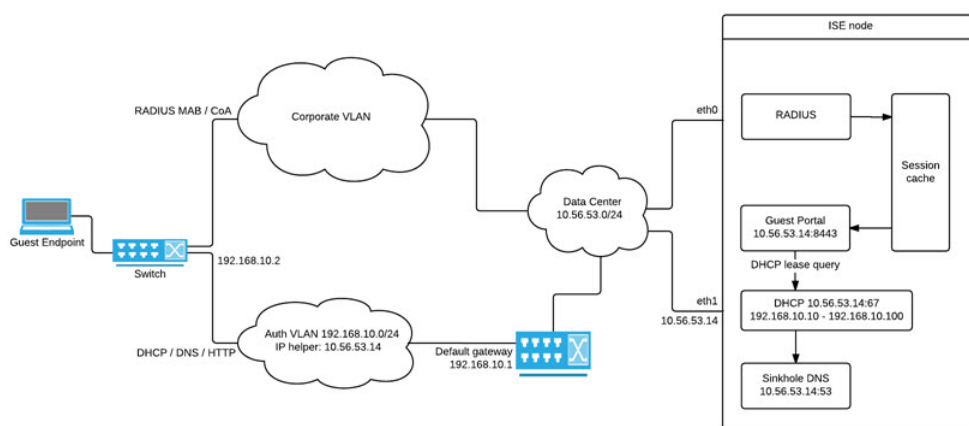 ISE node
RADIUS MAB / CoA
Corporate VLAN
eth0
RADIUS
Session
cache
Data Center
10.56.53.0/24
Guest Portal
10.56.53.14:8443
Guest Endpoint
Switch
192.168.10.2
DHCP lease query
eth1
10.56.53.14
DHCP 10.56.53.14:67
192.168.10.10 - 192.168.10.100
Auth VLAN 192.168.10.0/24
IP helper: 10.56.53.14
DHCP / DNS / HTTP
Default gateway
192.168.10.1
Sinkhole DNS
10.56.53.14:53